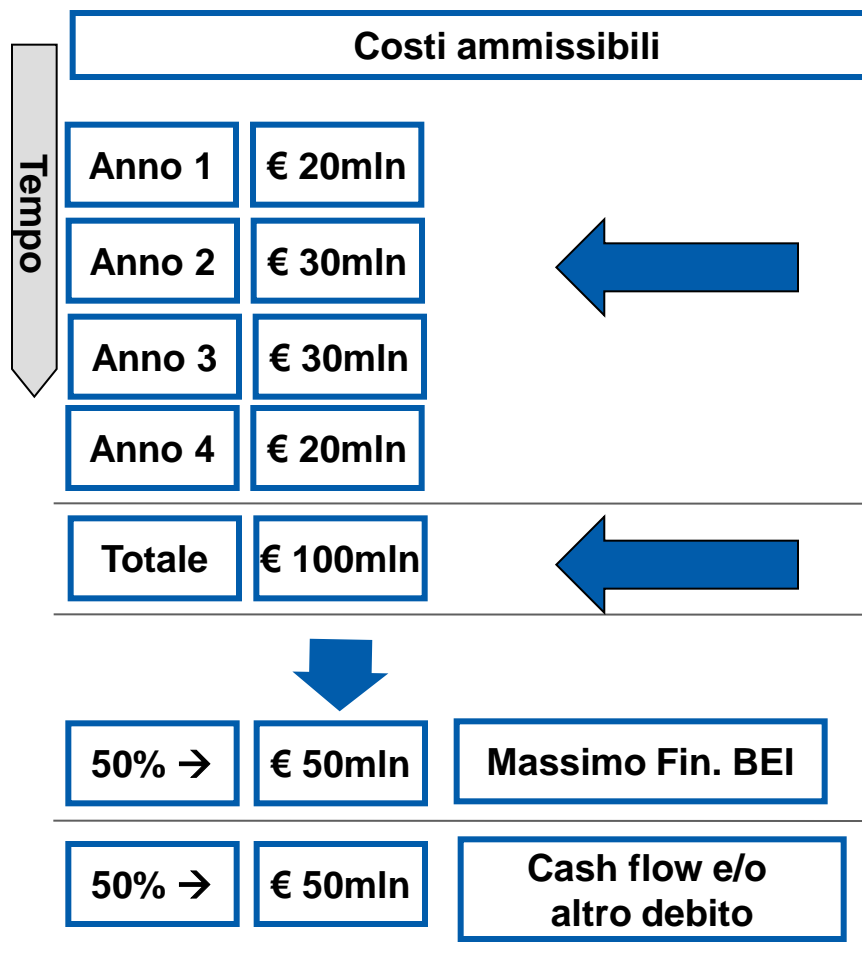 Costi ammissibili
Tempo
Anno 1 € 20mln
Anno 2 € 30mln
Anno 3 € 30mln
Anno 4 € 20mln
Totale € 100mln
50% → € 50mln Massimo Fin. BEI
50% → € 50mln Cash flow e/o
altro debito